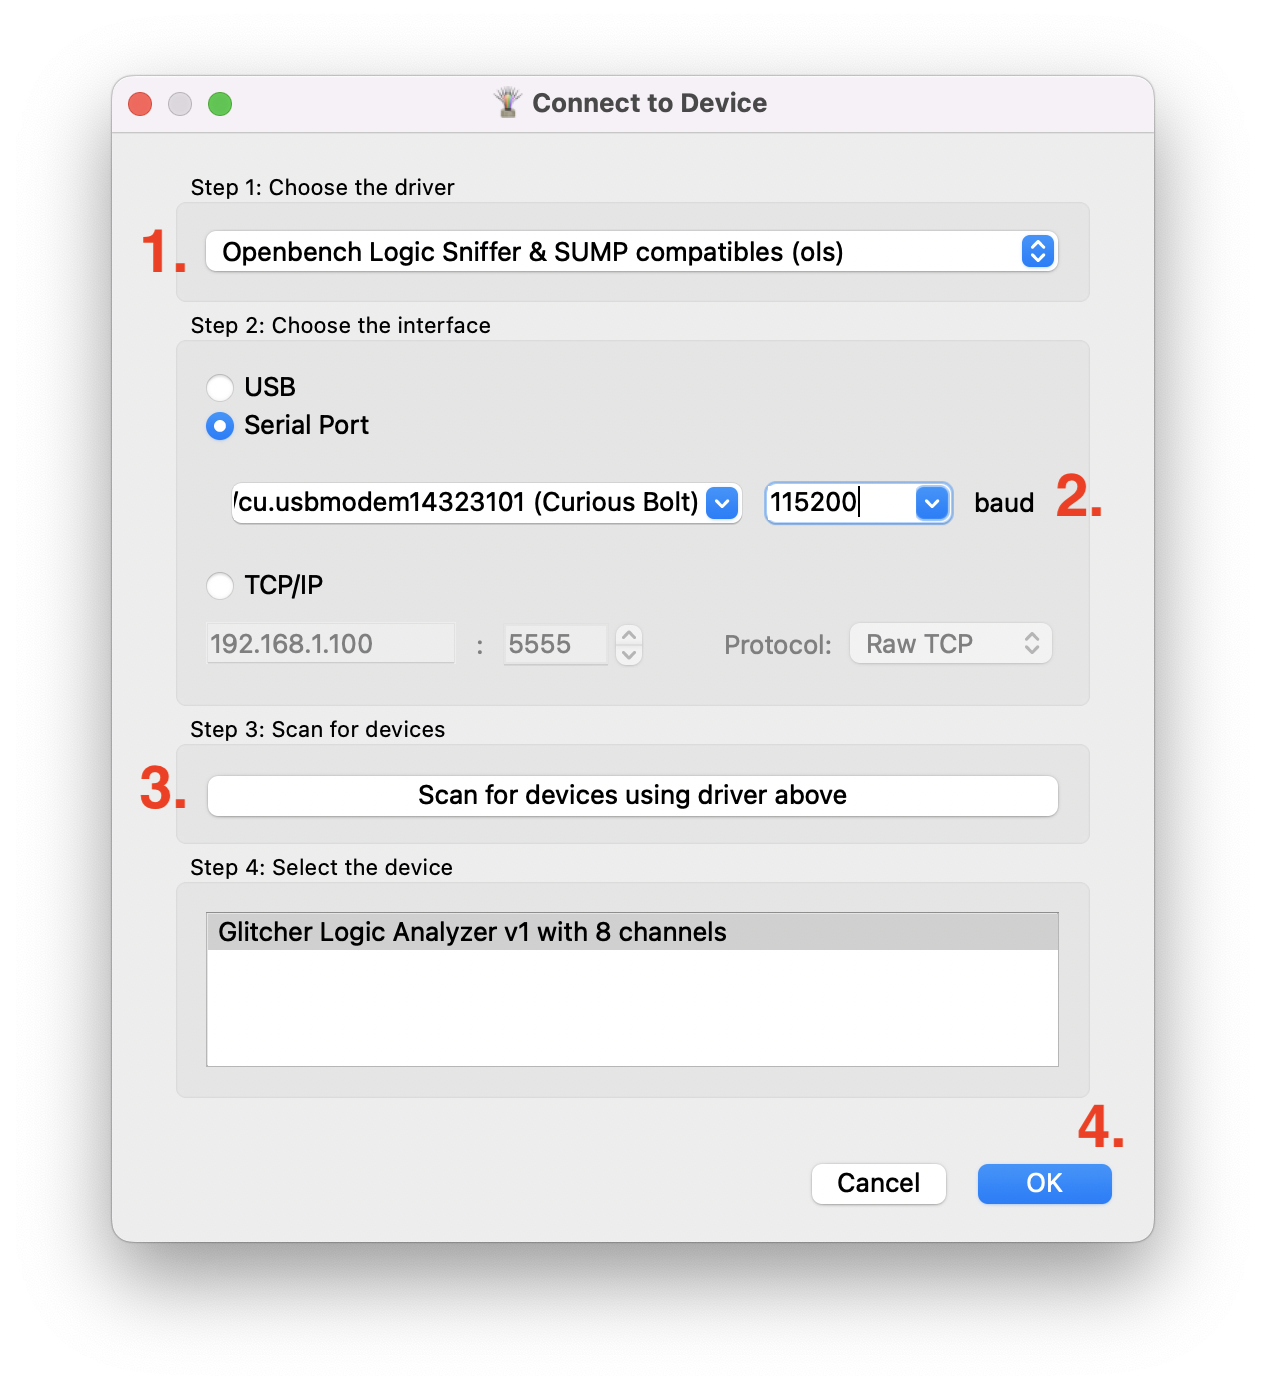 Connect to Device
Step 1: Choose the driver
1. Openbench Logic Sniffer & SUMP compatibles (ols)
Step 2: Choose the interface
USB
Serial Port
/cu.usbmodem14323101 (Curious Bolt) 115200 baud 2.
TCP/IP
192.168.1.100 : 5555 Protocol: Raw TCP
Step 3: Scan for devices
3. Scan for devices using driver above
Step 4: Select the device
Glitcher Logic Analyzer v1 with 8 channels
4.
Cancel OK